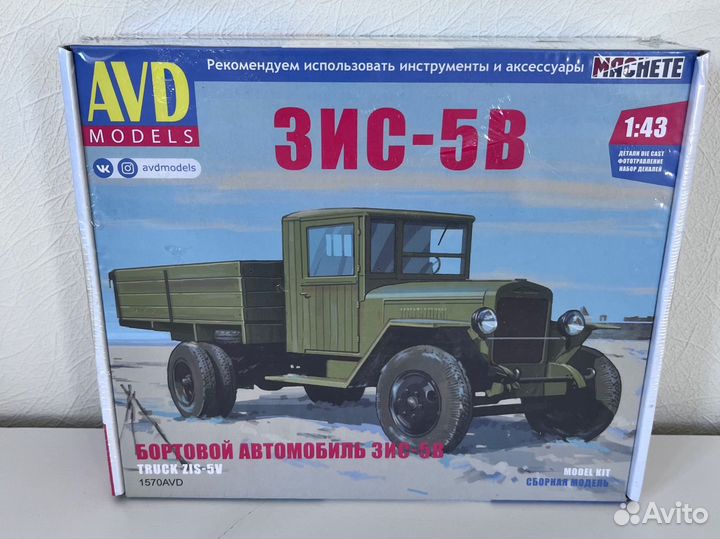 Рекомендуем использовать инструменты и аксессуары
MACHETE
AVD
MODELS
avdmodels
ЗИС-5В
1:43
ДЕТАЛИ DIE CAST
ФОТОТРАВЛЕНИЕ
НАБОР ДЕКАЛЕЙ
БОРТОВОЙ АВТОМОБИЛЬ ЗИС-5В
TRUCK ZIS-5V
1570AVD
MODEL KIT
СБОРНАЯ МОДЕЛЬ
Avito